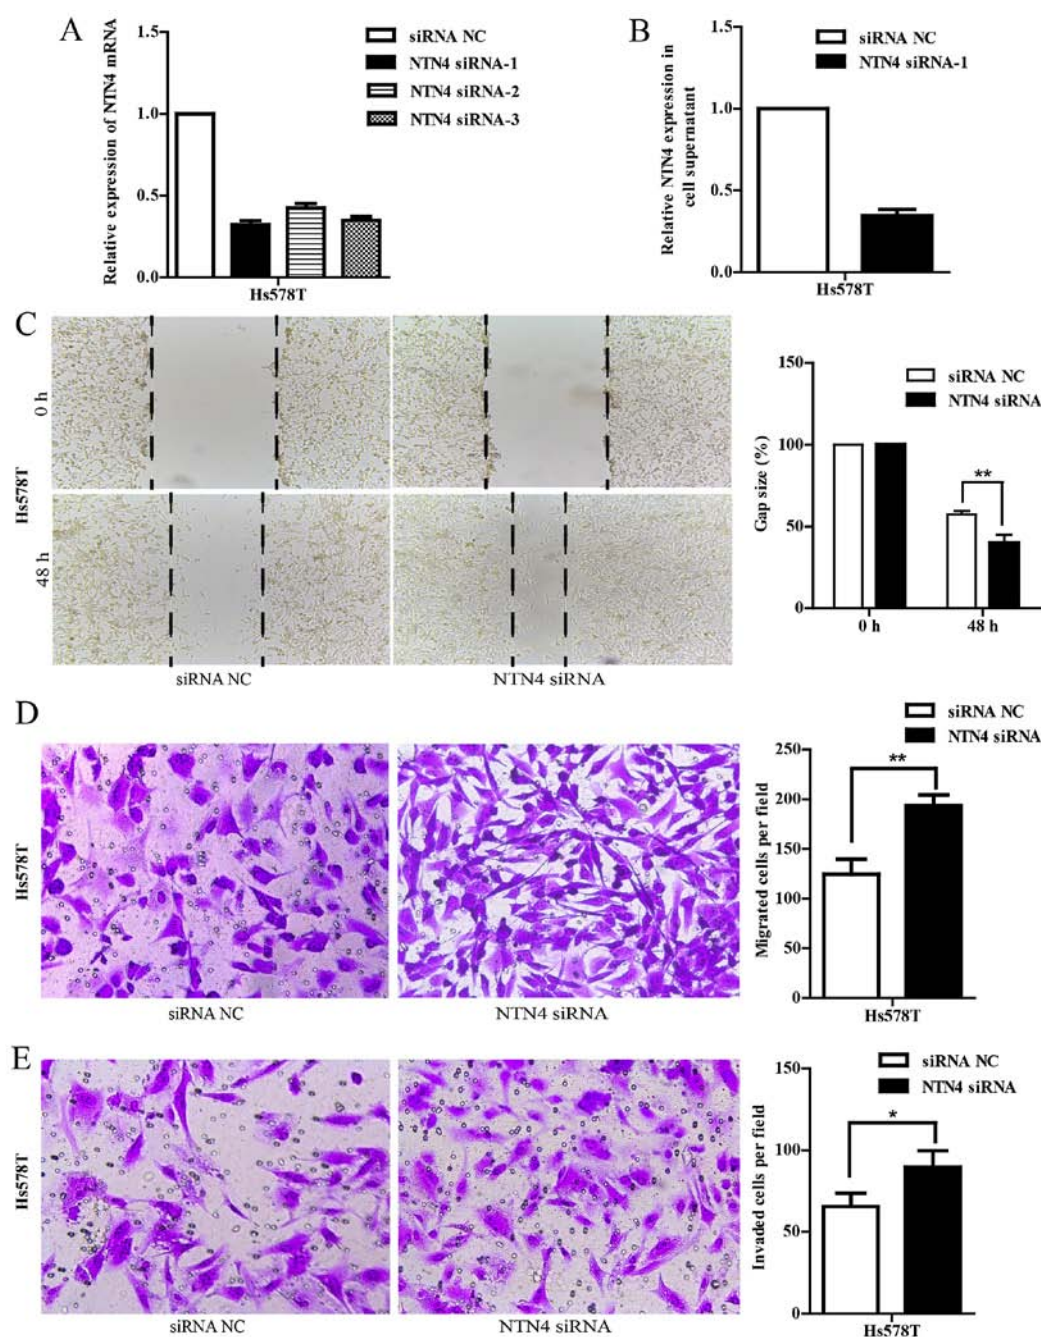 A
Relative expression of NTN4 mRNA
1.5
1.0
0.5
0.0
Hs578T
siRNA NC
NTN4 siRNA-1
NTN4 siRNA-2
NTN4 siRNA-3
B
Relative NTN4 expression in
cell supernatant
1.5
1.0
0.5
0.0
Hs578T
siRNA NC
NTN4 siRNA-1
C
Hs578T
0 h
48 h
siRNA NC
NTN4 siRNA
Gap size (%)
150
100
50
0
0 h
48 h
**
siRNA NC
NTN4 siRNA
D
Hs578T
siRNA NC
NTN4 siRNA
siRNA NC
NTN4 siRNA
Migrated cells per field
250
200
150
100
50
0
**
Hs578T
E
Hs578T
siRNA NC
NTN4 siRNA
siRNA NC
NTN4 siRNA
Invaded cells per field
150
100
50
0
*
Hs578T